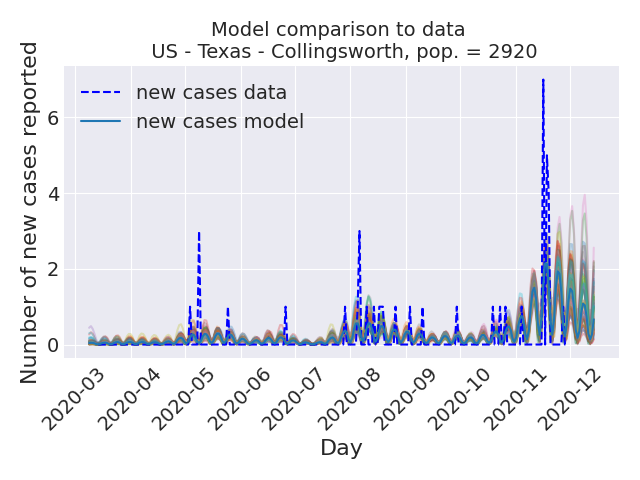 Model comparison to data
US - Texas - Collingsworth, pop. = 2920
Number of new cases reported
new cases data
new cases model
6
4
2
0
2020-03
2020-04
2020-05
2020-06
2020-07
2020-08
2020-09
2020-10
2020-11
2020-12
Day